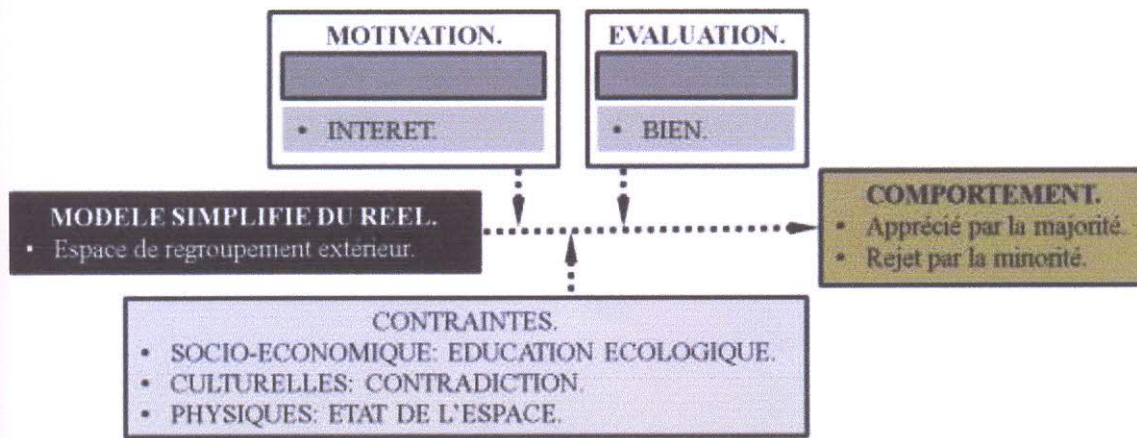 MOTIVATION.
• INTERET.
EVALUATION.
• BIEN.
MODELE SIMPLIFIE DU REEL.
• Espace de regroupement extérieur.
COMPORTEMENT.
• Apprécié par la majorité.
• Rejet par la minorité.
CONTRAINTES.
• SOCIO-ECONOMIQUE: EDUCATION ECOLOGIQUE.
• CULTURELLES: CONTRADICTION.
• PHYSIQUES: ETAT DE L'ESPACE.